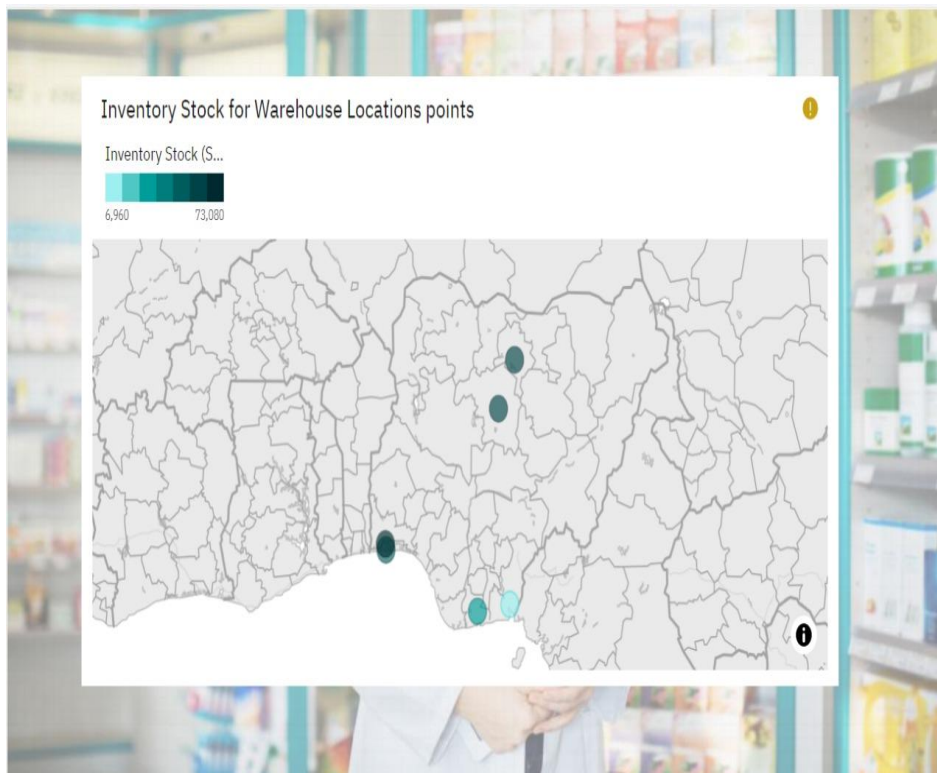 Inventory Stock for Warehouse Locations points
!
Inventory Stock (S...
6,960 73,080
i